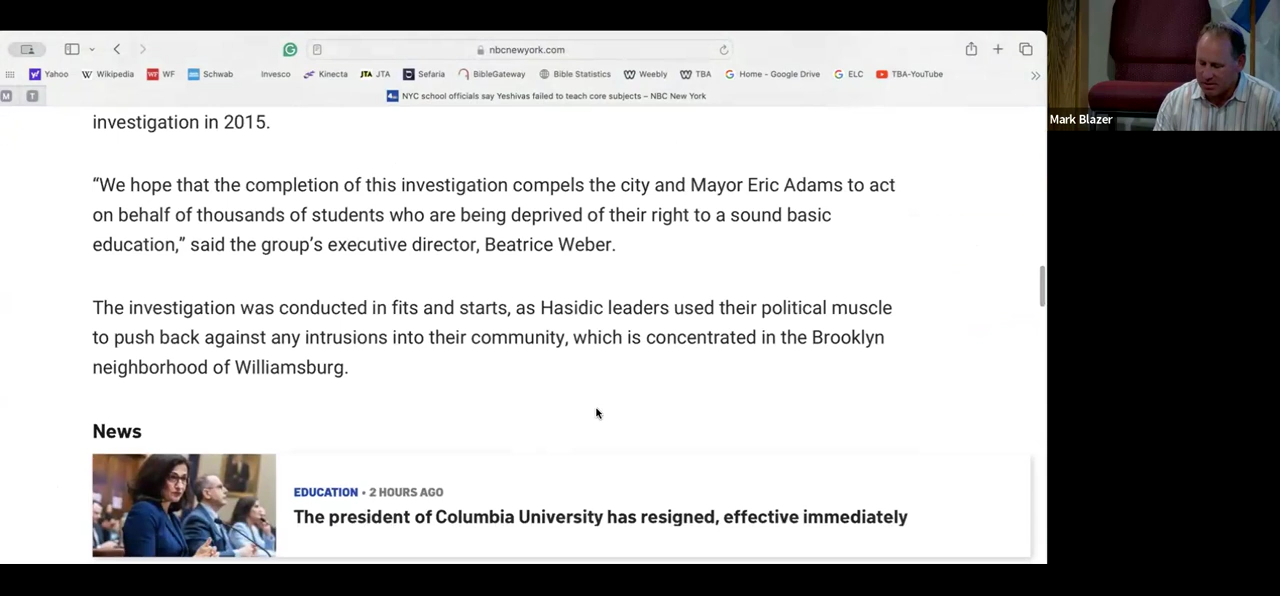 nbcnewyork.com
Yahoo
Wikipedia
WF
Schwab
Invesco
Kinecta
JTA JTA
Sefaria
BibleGateway
Bible Statistics
Weebly
TBA
Home - Google Drive
ELC
TBA-YouTube
M
T
NYC school officials say Yeshivas failed to teach core subjects – NBC New York
Mark Blazer
investigation in 2015.
“We hope that the completion of this investigation compels the city and Mayor Eric Adams to act
on behalf of thousands of students who are being deprived of their right to a sound basic
education,” said the group’s executive director, Beatrice Weber.
The investigation was conducted in fits and starts, as Hasidic leaders used their political muscle
to push back against any intrusions into their community, which is concentrated in the Brooklyn
neighborhood of Williamsburg.
News
EDUCATION • 2 HOURS AGO
The president of Columbia University has resigned, effective immediately